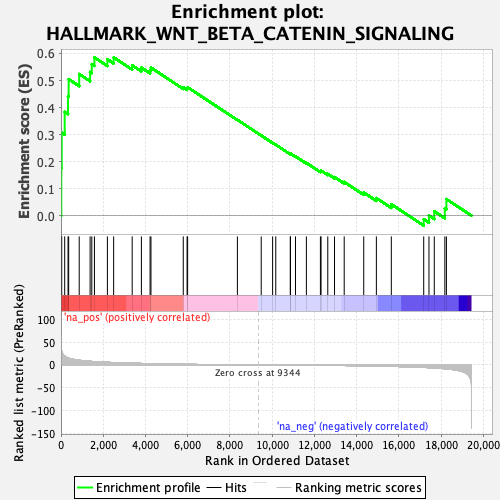 Enrichment plot:
HALLMARK_WNT_BETA_CATENIN_SIGNALING
Enrichment score (ES)
0.6
0.5
0.4
0.3
0.2
0.1
0.0
'na_pos' (positively correlated)
Ranked list metric (PreRanked)
100
50
0
-50
-100
-150
Zero cross at 9344
'na_neg' (negatively correlated)
0 2,000 4,000 6,000 8,000 10,000 12,000 14,000 16,000 18,000 20,000
Rank in Ordered Dataset
Enrichment profile Hits Ranking metric scores